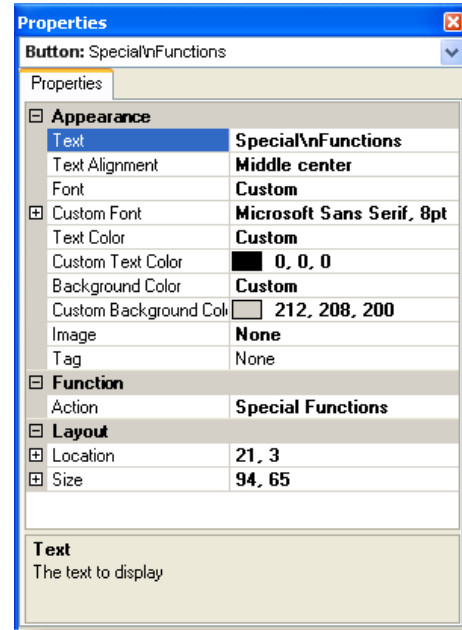 Properties
Button: Special\nFunctions
Properties
Appearance
Text Special\nFunctions
Text Alignment Middle center
Font Custom
Custom Font Microsoft Sans Serif, 8pt
Text Color Custom
Custom Text Color 0, 0, 0
Background Color Custom
Custom Background Col 212, 208, 200
Image None
Tag None
Function
Action Special Functions
Layout
Location 21, 3
Size 94, 65
Text
The text to display